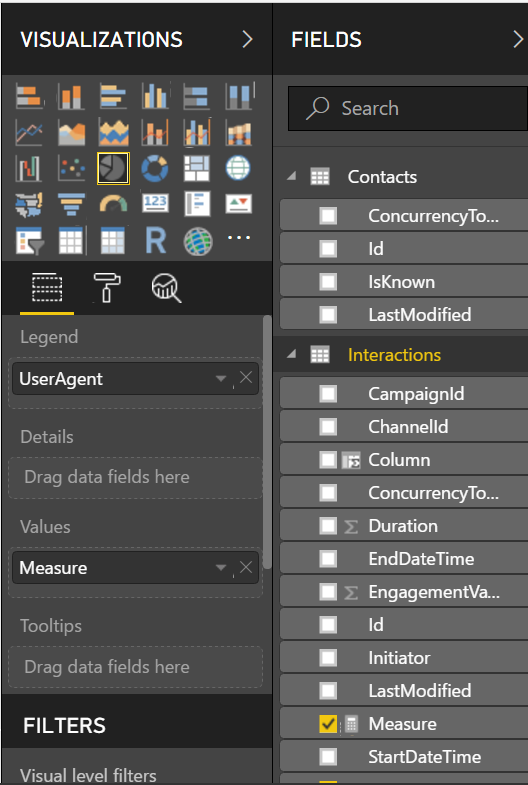 VISUALIZATIONS
123
R
Legend
UserAgent
Details
Drag data fields here
Values
Measure
Tooltips
Drag data fields here
FILTERS
Visual level filters
FIELDS
Search
Contacts
ConcurrencyTo...
Id
IsKnown
LastModified
Interactions
CampaignId
ChannelId
Column
ConcurrencyTo...
Σ Duration
EndDateTime
Σ EngagementVa...
Id
Initiator
LastModified
Measure
StartDateTime